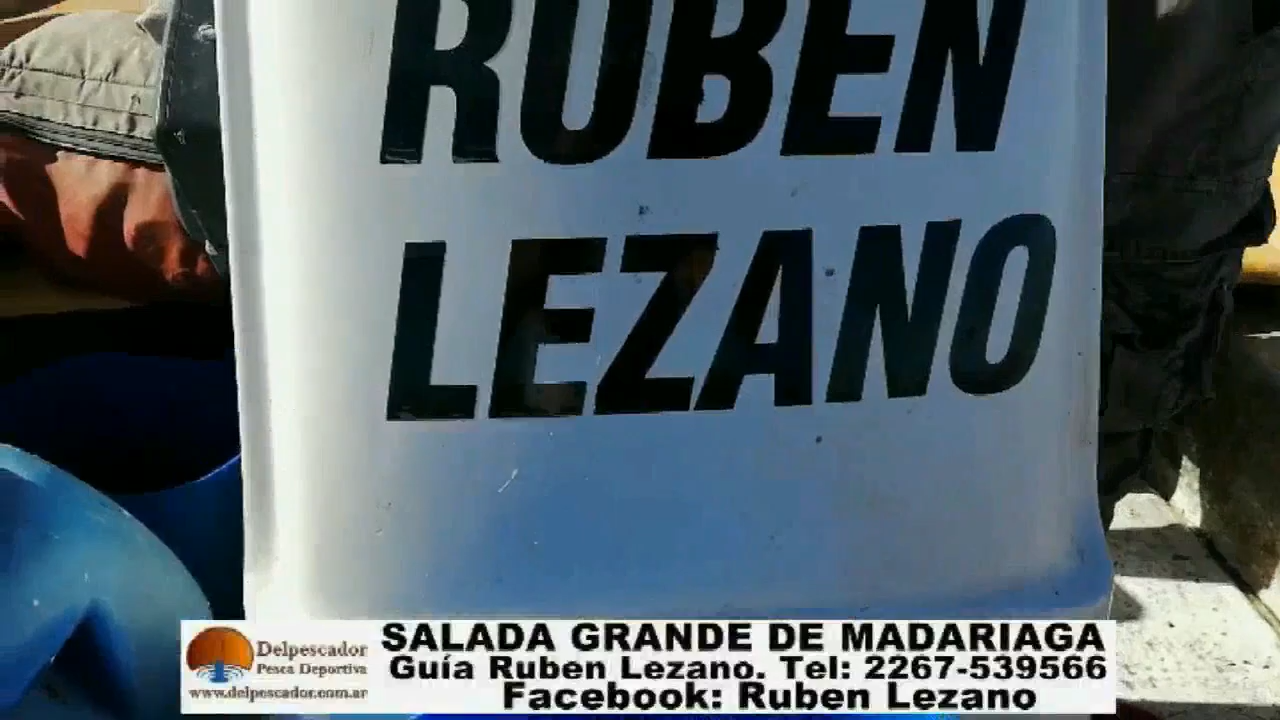 RUBEN
LEZANO
Delpescador
Pesca Deportiva
www.delpescador.com.ar
SALADA GRANDE DE MADARIAGA
Guía Ruben Lezano. Tel: 2267-539566
Facebook: Ruben Lezano